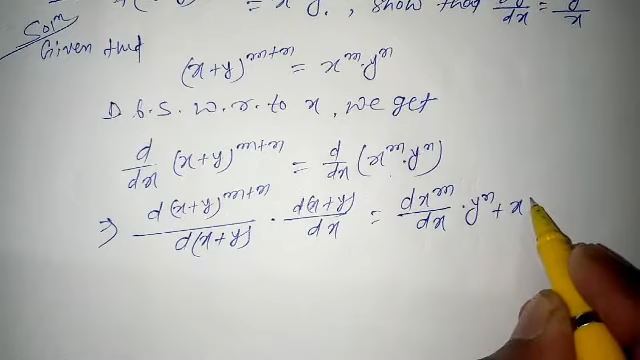 = x y , show that dy/dx = y/x
Soln
Given that
(x+y)^{m+n} = x^m · y^n
D.b.S. w.r. to x, we get
d/dx (x+y)^{m+n} = d/dx (x^m · y^n)
⇒ d(x+y)^{m+n}/d(x+y) · d(x+y)/dx = dx^m/dx · y^n + x